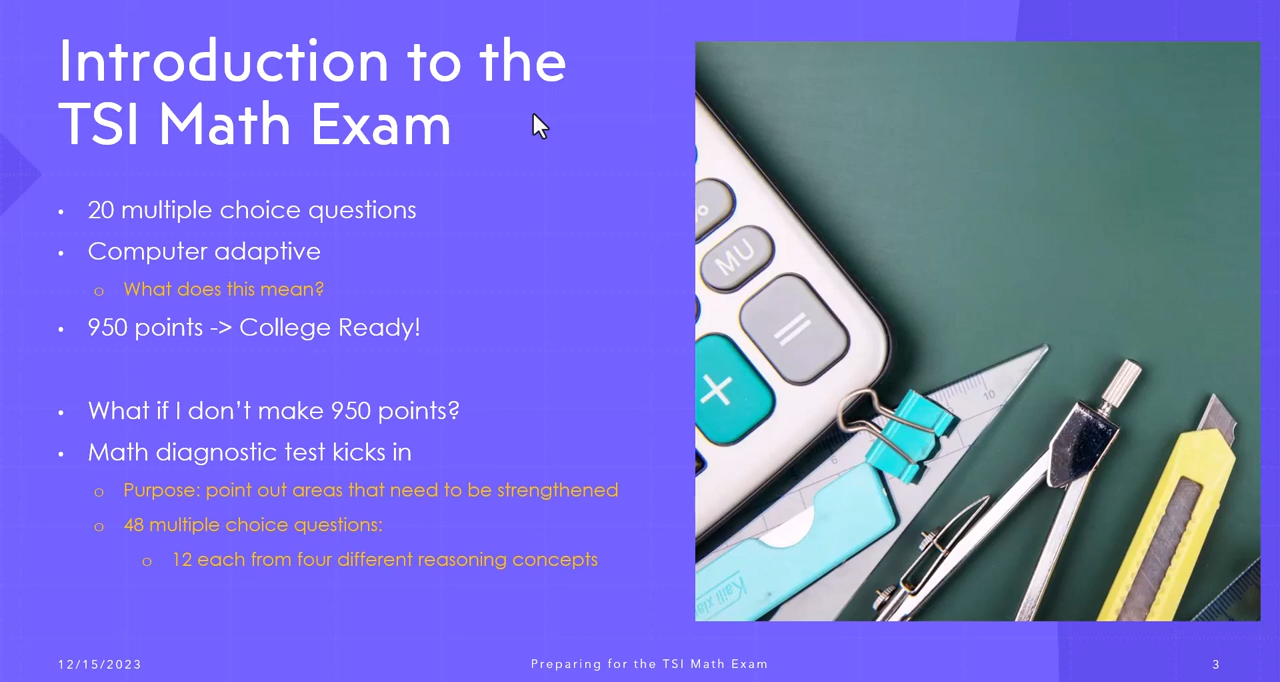 Introduction to the
TSI Math Exam
• 20 multiple choice questions
• Computer adaptive
o What does this mean?
• 950 points -> College Ready!
• What if I don’t make 950 points?
• Math diagnostic test kicks in
o Purpose: point out areas that need to be strengthened
o 48 multiple choice questions:
o 12 each from four different reasoning concepts
MU
=
+
10
12/15/2023
Preparing for the TSI Math Exam
3